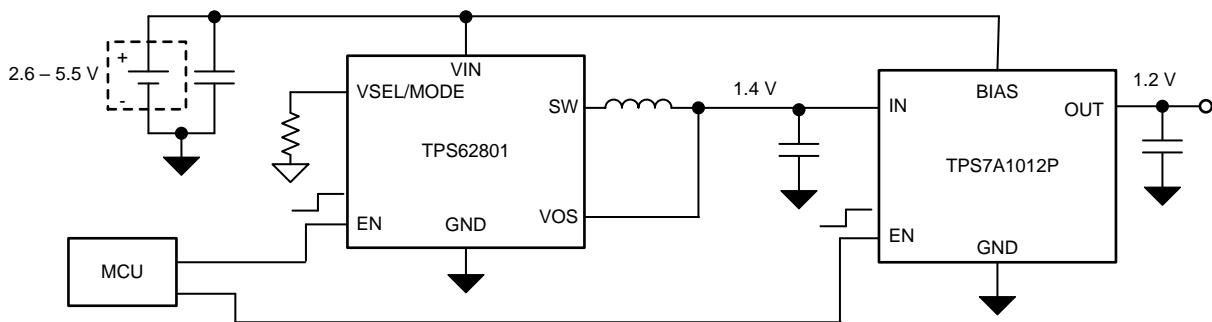 2.6 – 5.5 V
+
-
VIN
VSEL/MODE
SW
TPS62801
VOS
EN
GND
1.4 V
BIAS
IN
OUT
1.2 V
TPS7A1012P
EN
GND
MCU